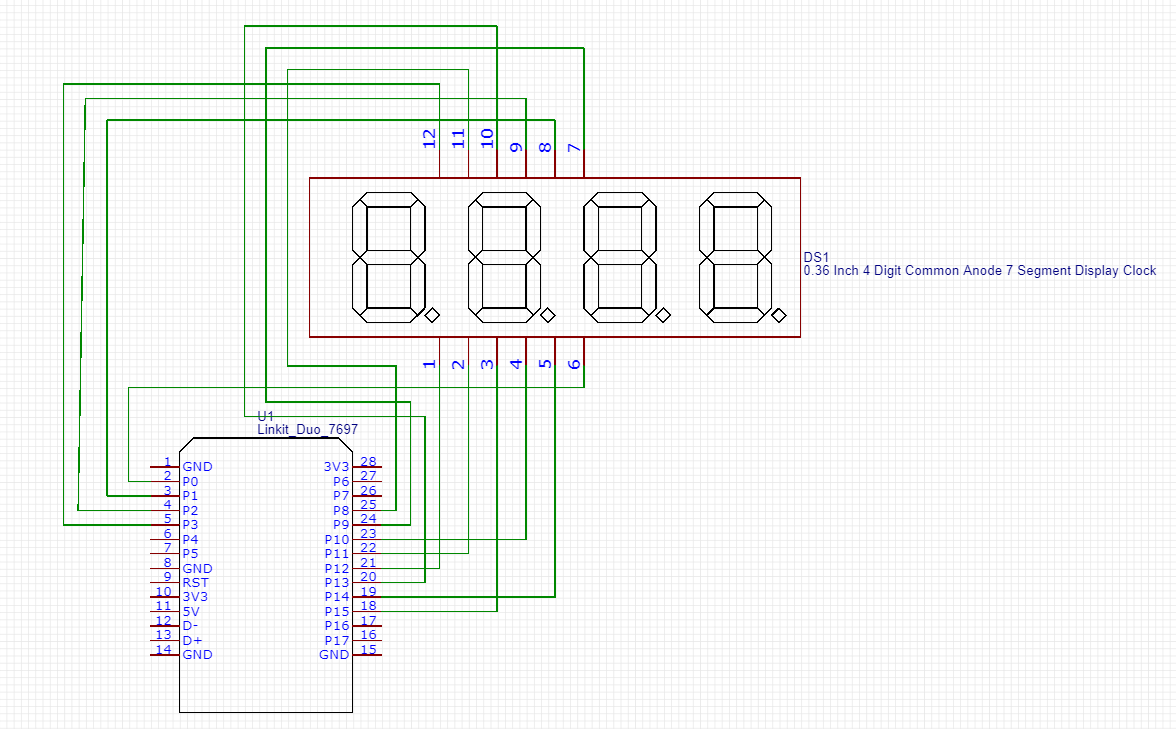 12 11 10 9 8 7
DS1
0.36 Inch 4 Digit Common Anode 7 Segment Display Clock
1 2 3 4 5 6
U1
Linkit_Duo_7697
1 GND 3V3 28
2 P0 P6 27
3 P1 P7 26
4 P2 P8 25
5 P3 P9 24
6 P4 P10 23
7 P5 P11 22
8 GND P12 21
9 RST P13 20
10 3V3 P14 19
11 5V P15 18
12 D- P16 17
13 D+ P17 16
14 GND GND 15